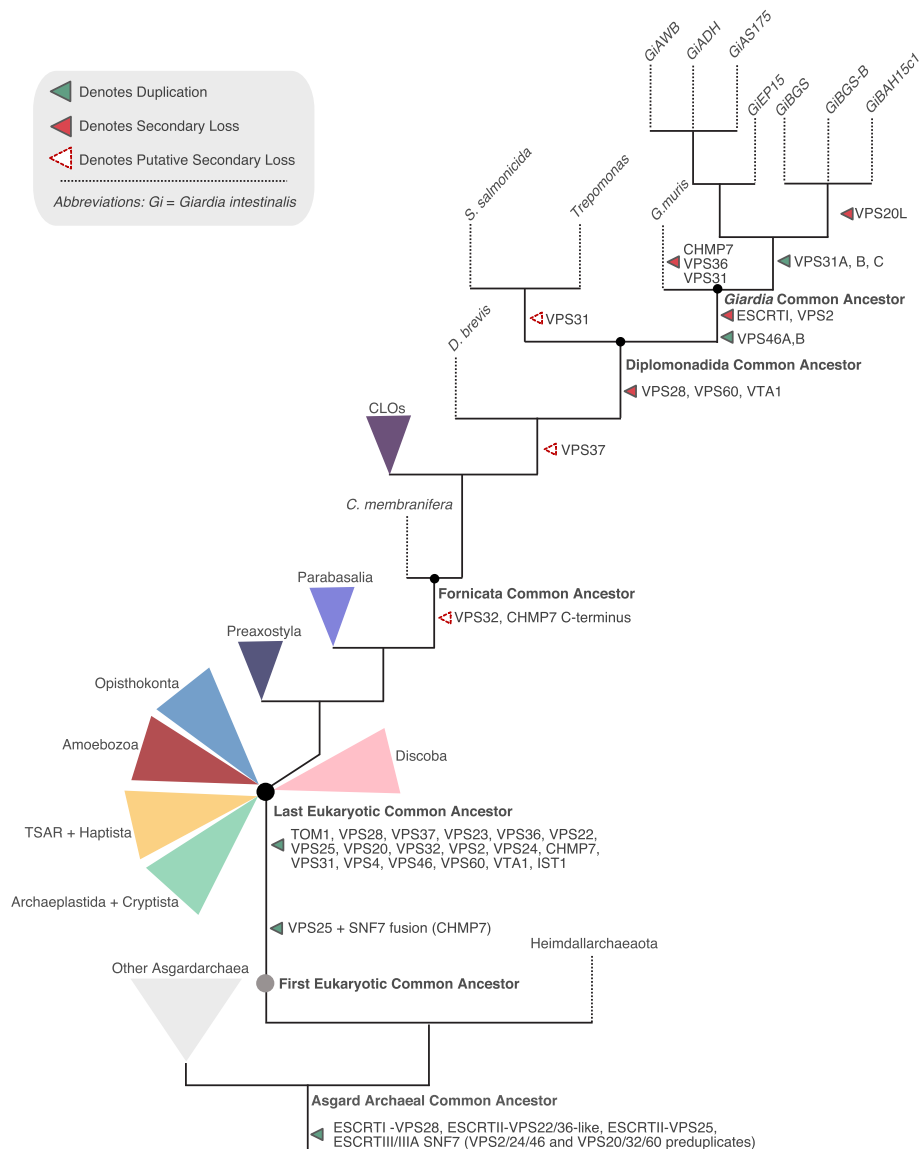 GiAWB
GiADH
GiAS175
GiEP15
GiBGS
GiBGS-B
GiBAH15c1
Denotes Duplication
Denotes Secondary Loss
Denotes Putative Secondary Loss
Abbreviations: Gi = Giardia intestinalis
S. salmonicida
Trepomonas
G.muris
VPS20L
CHMP7
VPS36
VPS31
VPS31A, B, C
Giardia Common Ancestor
ESCRTI, VPS2
VPS31
VPS46A,B
D. brevis
Diplomonadida Common Ancestor
VPS28, VPS60, VTA1
CLOs
VPS37
C. membranifera
Parabasalia
Fornicata Common Ancestor
VPS32, CHMP7 C-terminus
Preaxostyla
Opisthokonta
Amoebozoa
Discoba
TSAR + Haptista
Archaeplastida + Cryptista
Last Eukaryotic Common Ancestor
TOM1, VPS28, VPS37, VPS23, VPS36, VPS22,
VPS25, VPS20, VPS32, VPS2, VPS24, CHMP7,
VPS31, VPS4, VPS46, VPS60, VTA1, IST1
VPS25 + SNF7 fusion (CHMP7)
Heimdallarchaeaota
Other Asgardarchaea
First Eukaryotic Common Ancestor
Asgard Archaeal Common Ancestor
ESCRTI -VPS28, ESCRTII-VPS22/36-like, ESCRTII-VPS25,
ESCRTIII/IIIA SNF7 (VPS2/24/46 and VPS20/32/60 preduplicates)